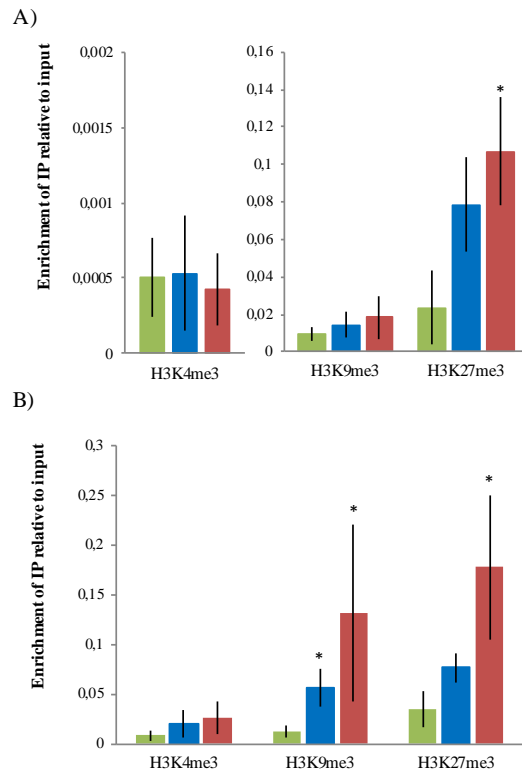 A)
Enrichment of IP relative to input
0,002
0,0015
0,001
0,0005
0
H3K4me3
0,16
0,14
0,12
0,1
0,08
0,06
0,04
0,02
0
*
H3K9me3 H3K27me3
B)
Enrichment of IP relative to input
0,3
0,25
0,2
0,15
0,1
0,05
0
* * *
H3K4me3 H3K9me3 H3K27me3